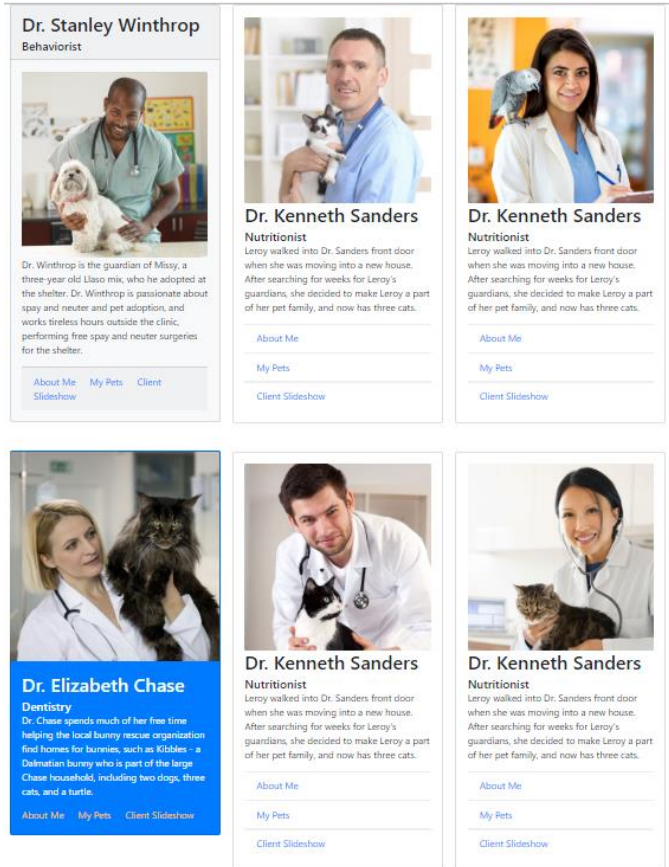 Dr. Stanley Winthrop
Behaviorist
Dr. Winthrop is the guardian of Missy, a
three-year old Llaso mix, who he adopted at
the shelter. Dr. Winthrop is passionate about
spay and neuter and pet adoption, and
works tireless hours outside the clinic,
performing free spay and neuter surgeries
for the shelter.
About Me My Pets Client
Slideshow
Dr. Kenneth Sanders
Nutritionist
Leroy walked into Dr. Sanders front door
when she was moving into a new house.
After searching for weeks for Leroy's
guardians, she decided to make Leroy a part
of her pet family, and now has three cats.
About Me
My Pets
Client Slideshow
Dr. Kenneth Sanders
Nutritionist
Leroy walked into Dr. Sanders front door
when she was moving into a new house.
After searching for weeks for Leroy's
guardians, she decided to make Leroy a part
of her pet family, and now has three cats.
About Me
My Pets
Client Slideshow
Dr. Elizabeth Chase
Dentistry
Dr. Chase spends much of her free time
helping the local bunny rescue organization
find homes for bunnies, such as Kibbles - a
Dalmatian bunny who is part of the large
Chase household, including two dogs, three
cats, and a turtle.
About Me My Pets Client Slideshow
Dr. Kenneth Sanders
Nutritionist
Leroy walked into Dr. Sanders front door
when she was moving into a new house.
After searching for weeks for Leroy's
guardians, she decided to make Leroy a part
of her pet family, and now has three cats.
About Me
My Pets
Client Slideshow
Dr. Kenneth Sanders
Nutritionist
Leroy walked into Dr. Sanders front door
when she was moving into a new house.
After searching for weeks for Leroy's
guardians, she decided to make Leroy a part
of her pet family, and now has three cats.
About Me
My Pets
Client Slideshow